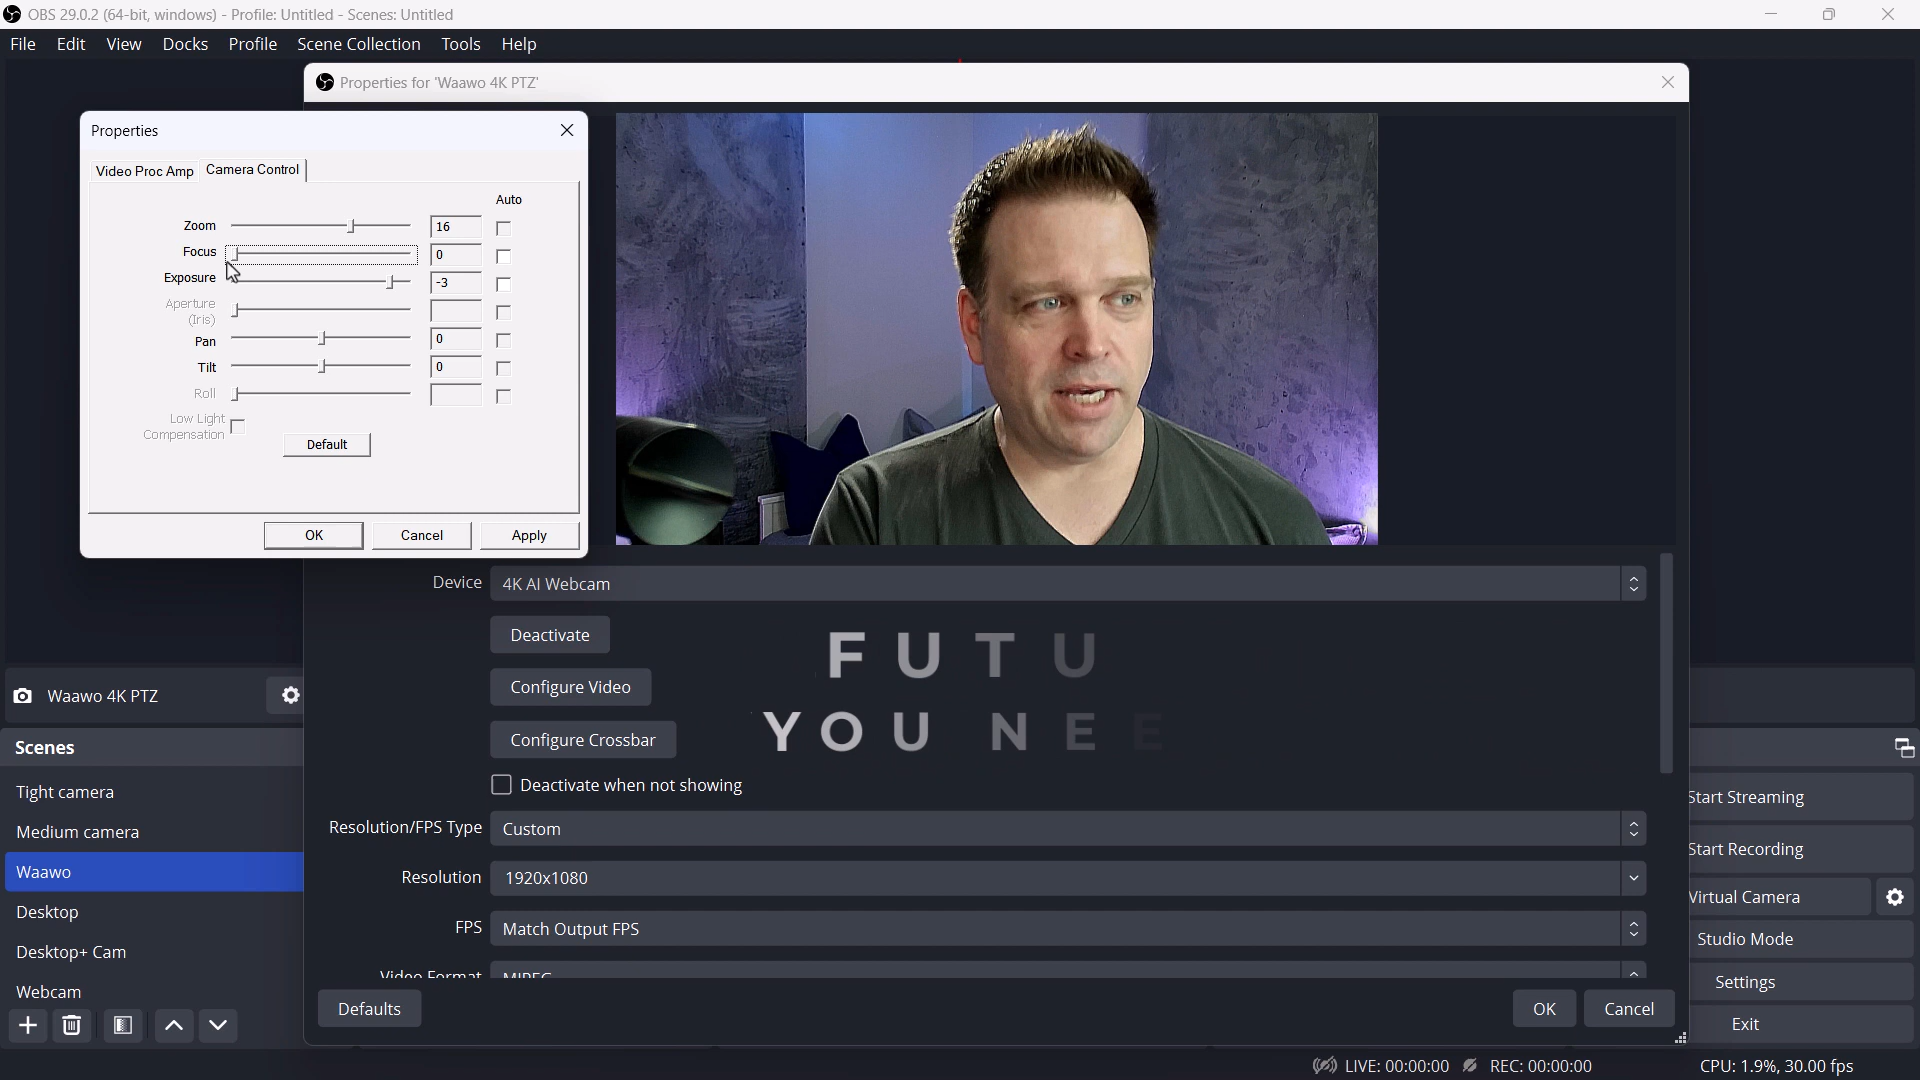 OBS 29.0.2 (64-bit, windows) - Profile: Untitled - Scenes: Untitled
File Edit View Docks Profile Scene Collection Tools Help
Properties for 'Waawo 4K PTZ'
Properties
Video Proc Amp Camera Control
Auto
Zoom 16
Focus 0
Exposure -3
Aperture
(Iris)
Pan 0
Tilt 0
Roll
Low Light
Compensation
Default
OK Cancel Apply
Device 4K AI Webcam
Deactivate
FUTU
Configure Video
YOU NEE
Configure Crossbar
Deactivate when not showing
Resolution/FPS Type Custom
Resolution 1920x1080
FPS Match Output FPS
Video Format MJPEG
Defaults OK Cancel
Waawo 4K PTZ
Scenes
Tight camera
Medium camera
Waawo
Desktop
Desktop+ Cam
Webcam
Start Streaming
Start Recording
Virtual Camera
Studio Mode
Settings
Exit
LIVE: 00:00:00 REC: 00:00:00 CPU: 1.9%, 30.00 fps